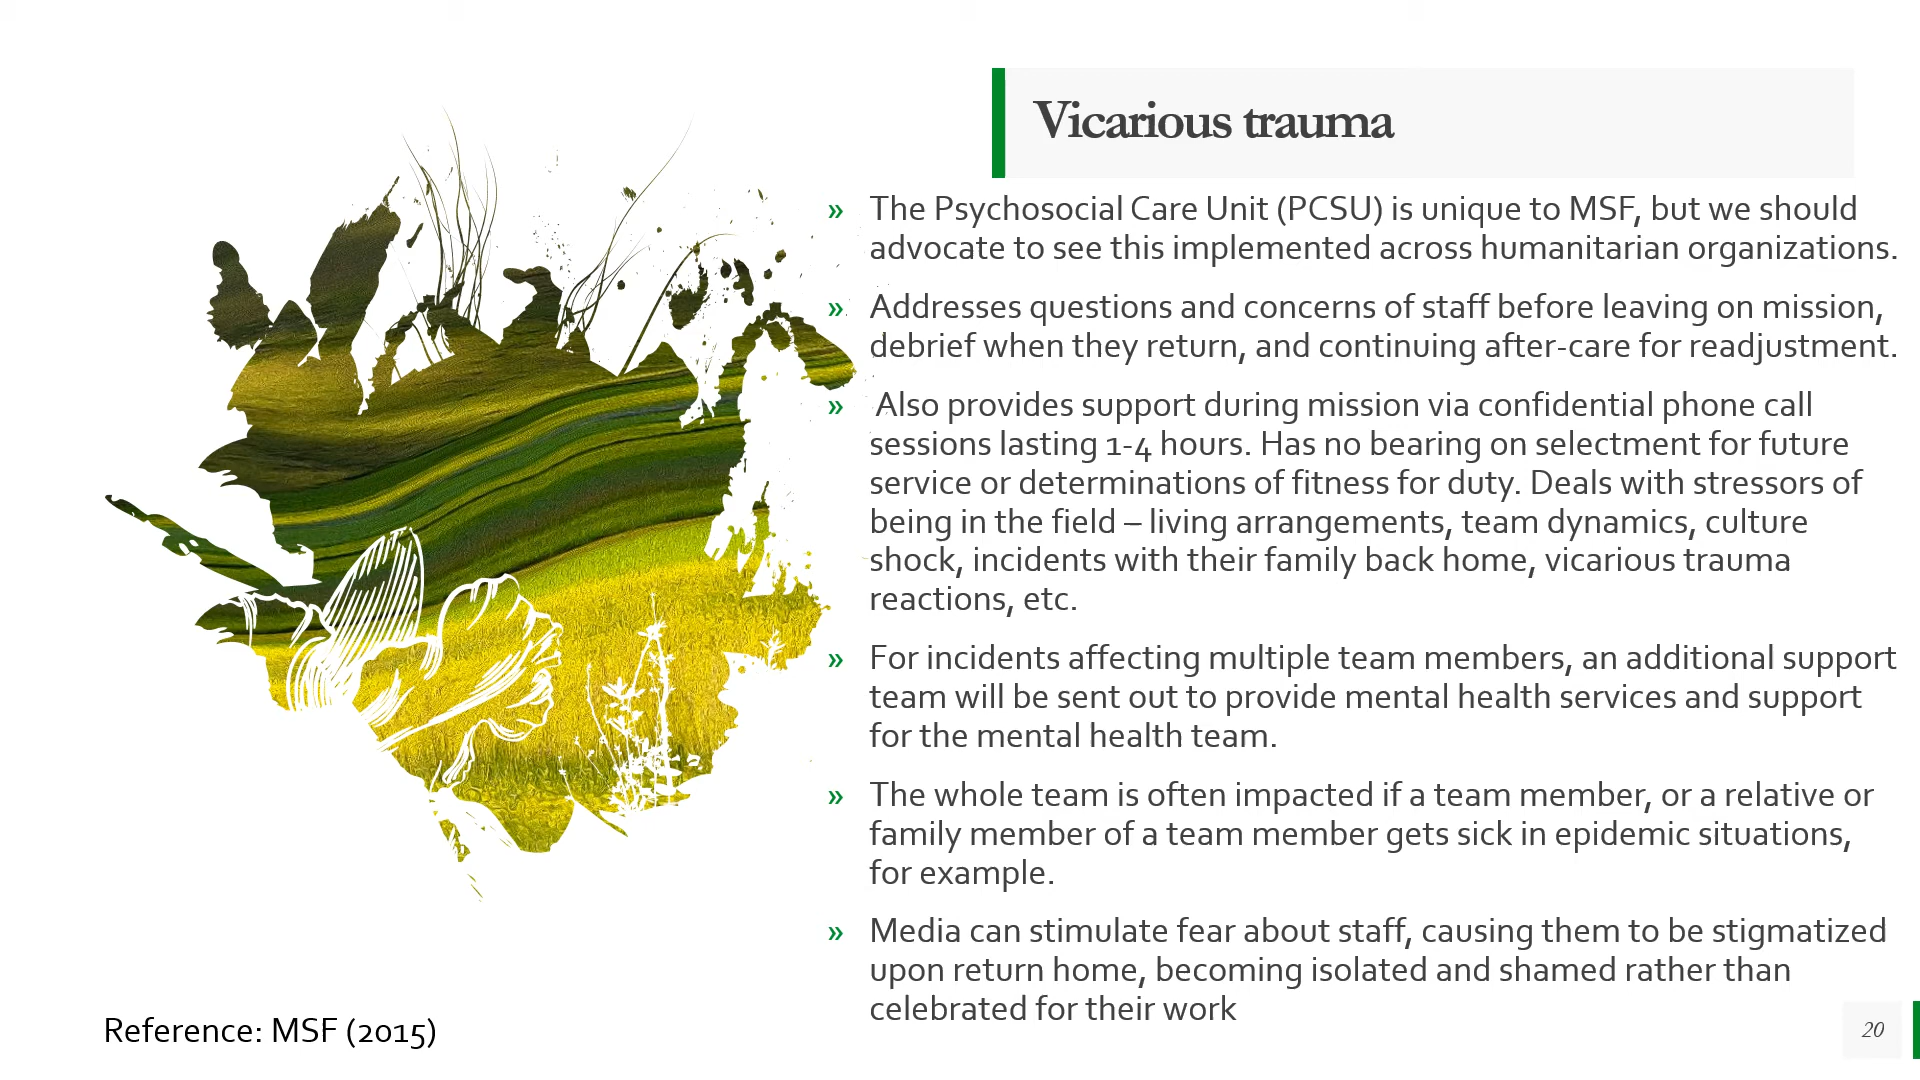 Vicarious trauma
» The Psychosocial Care Unit (PCSU) is unique to MSF, but we should
advocate to see this implemented across humanitarian organizations.
» Addresses questions and concerns of staff before leaving on mission,
debrief when they return, and continuing after-care for readjustment.
» Also provides support during mission via confidential phone call
sessions lasting 1-4 hours. Has no bearing on selectment for future
service or determinations of fitness for duty. Deals with stressors of
being in the field – living arrangements, team dynamics, culture
shock, incidents with their family back home, vicarious trauma
reactions, etc.
» For incidents affecting multiple team members, an additional support
team will be sent out to provide mental health services and support
for the mental health team.
» The whole team is often impacted if a team member, or a relative or
family member of a team member gets sick in epidemic situations,
for example.
» Media can stimulate fear about staff, causing them to be stigmatized
upon return home, becoming isolated and shamed rather than
celebrated for their work
Reference: MSF (2015)
20